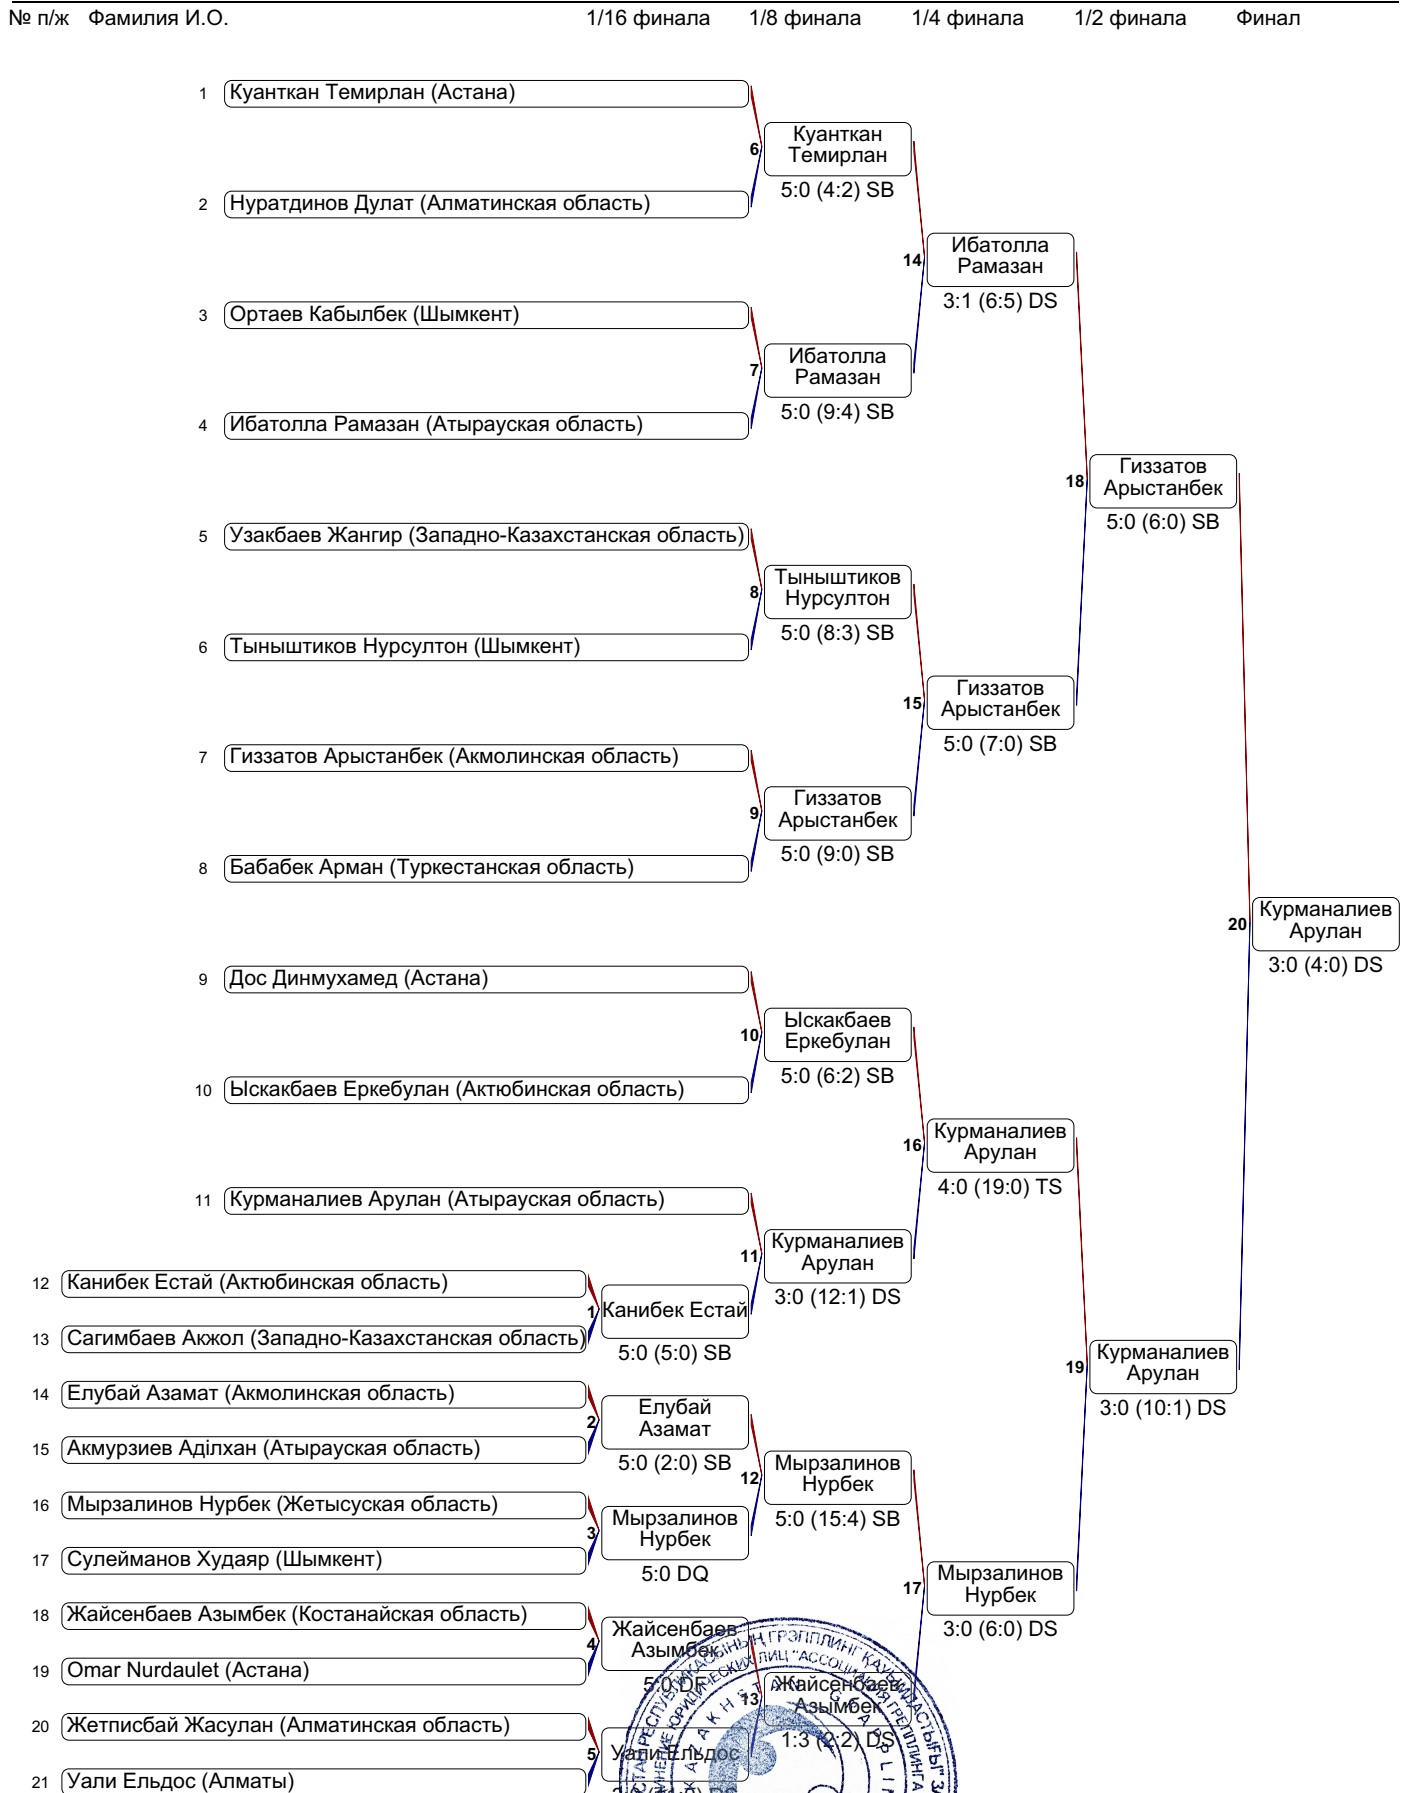 № п/ж Фамилия И.О. 1/16 финала 1/8 финала 1/4 финала 1/2 финала Финал
1 Куанткан Темирлан (Астана)
6 Куанткан
Темирлан
5:0 (4:2) SB
2 Нуратдинов Дулат (Алматинская область)
14 Ибатолла
Рамазан
3:1 (6:5) DS
3 Ортаев Кабылбек (Шымкент)
7 Ибатолла
Рамазан
5:0 (9:4) SB
4 Ибатолла Рамазан (Атырауская область)
18 Гиззатов
Арыстанбек
5:0 (6:0) SB
5 Узакбаев Жангир (Западно-Казахстанская область)
8 Тыныштиков
Нурсултон
5:0 (8:3) SB
6 Тыныштиков Нурсултон (Шымкент)
15 Гиззатов
Арыстанбек
5:0 (7:0) SB
7 Гиззатов Арыстанбек (Акмолинская область)
9 Гиззатов
Арыстанбек
5:0 (9:0) SB
8 Бабабек Арман (Туркестанская область)
20 Курманалиев
Арулан
3:0 (4:0) DS
9 Дос Динмухамед (Астана)
10 Ыскакбаев
Еркебулан
5:0 (6:2) SB
10 Ыскакбаев Еркебулан (Актюбинская область)
16 Курманалиев
Арулан
4:0 (19:0) TS
11 Курманалиев Арулан (Атырауская область)
11 Курманалиев
Арулан
3:0 (12:1) DS
12 Канибек Естай (Актюбинская область)
1 Канибек Естай
5:0 (5:0) SB
13 Сагимбаев Акжол (Западно-Казахстанская область)
19 Курманалиев
Арулан
3:0 (10:1) DS
14 Елубай Азамат (Акмолинская область)
2 Елубай
Азамат
5:0 (2:0) SB
15 Акмурзиев Аділхан (Атырауская область)
12 Мырзалинов
Нурбек
5:0 (15:4) SB
16 Мырзалинов Нурбек (Жетысуская область)
3 Мырзалинов
Нурбек
5:0 DQ
17 Сулейманов Худаяр (Шымкент)
17 Мырзалинов
Нурбек
3:0 (6:0) DS
18 Жайсенбаев Азымбек (Костанайская область)
4 Жайсенбаев
Азымбек
5:0 DF
19 Omar Nurdaulet (Астана)
13 Жайсенбаев
Азымбек
1:3 (2:2) DS
20 Жетписбай Жасулан (Алматинская область)
5 Уали Ельдос
21 Уали Ельдос (Алматы)